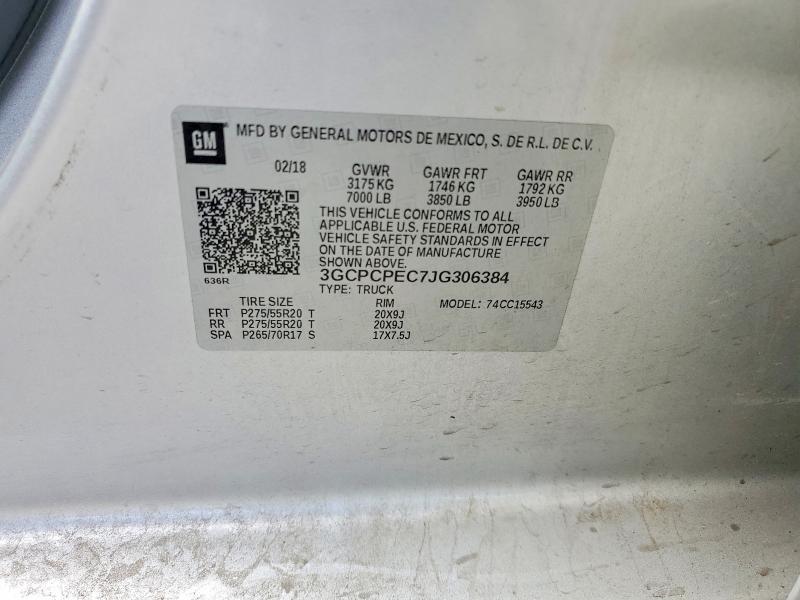 GM MFD BY GENERAL MOTORS DE MEXICO, S. DE R.L. DE C.V.
02/18 GVWR GAWR FRT GAWR RR
3175 KG 1746 KG 1792 KG
7000 LB 3850 LB 3950 LB
THIS VEHICLE CONFORMS TO ALL
APPLICABLE U.S. FEDERAL MOTOR
VEHICLE SAFETY STANDARDS IN EFFECT
ON THE DATE OF MANUFACTURE
SHOWN ABOVE.
636R 3GCPCPEC7JG306384
TYPE: TRUCK
TIRE SIZE RIM MODEL: 74CC15543
FRT P275/55R20 T 20X9J
RR P275/55R20 T 20X9J
SPA P265/70R17 S 17X7.5J